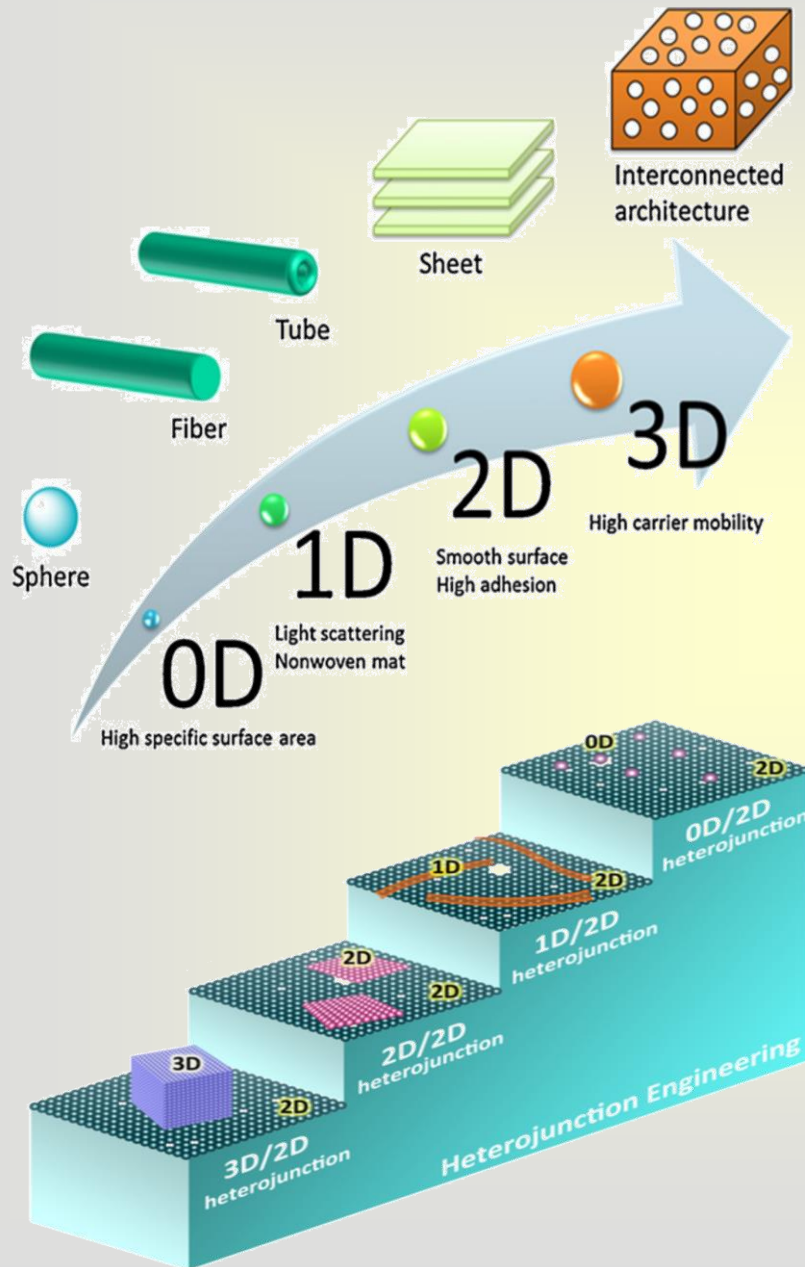 Interconnected
architecture
Sheet
Tube
Fiber
Sphere
3D
High carrier mobility
2D
Smooth surface
High adhesion
1D
Light scattering
Nonwoven mat
0D
High specific surface area
0D
2D
0D/2D
heterojunction
1D
2D
1D/2D
heterojunction
2D
2D
2D/2D
heterojunction
3D
2D
3D/2D
heterojunction
Heterojunction Engineering